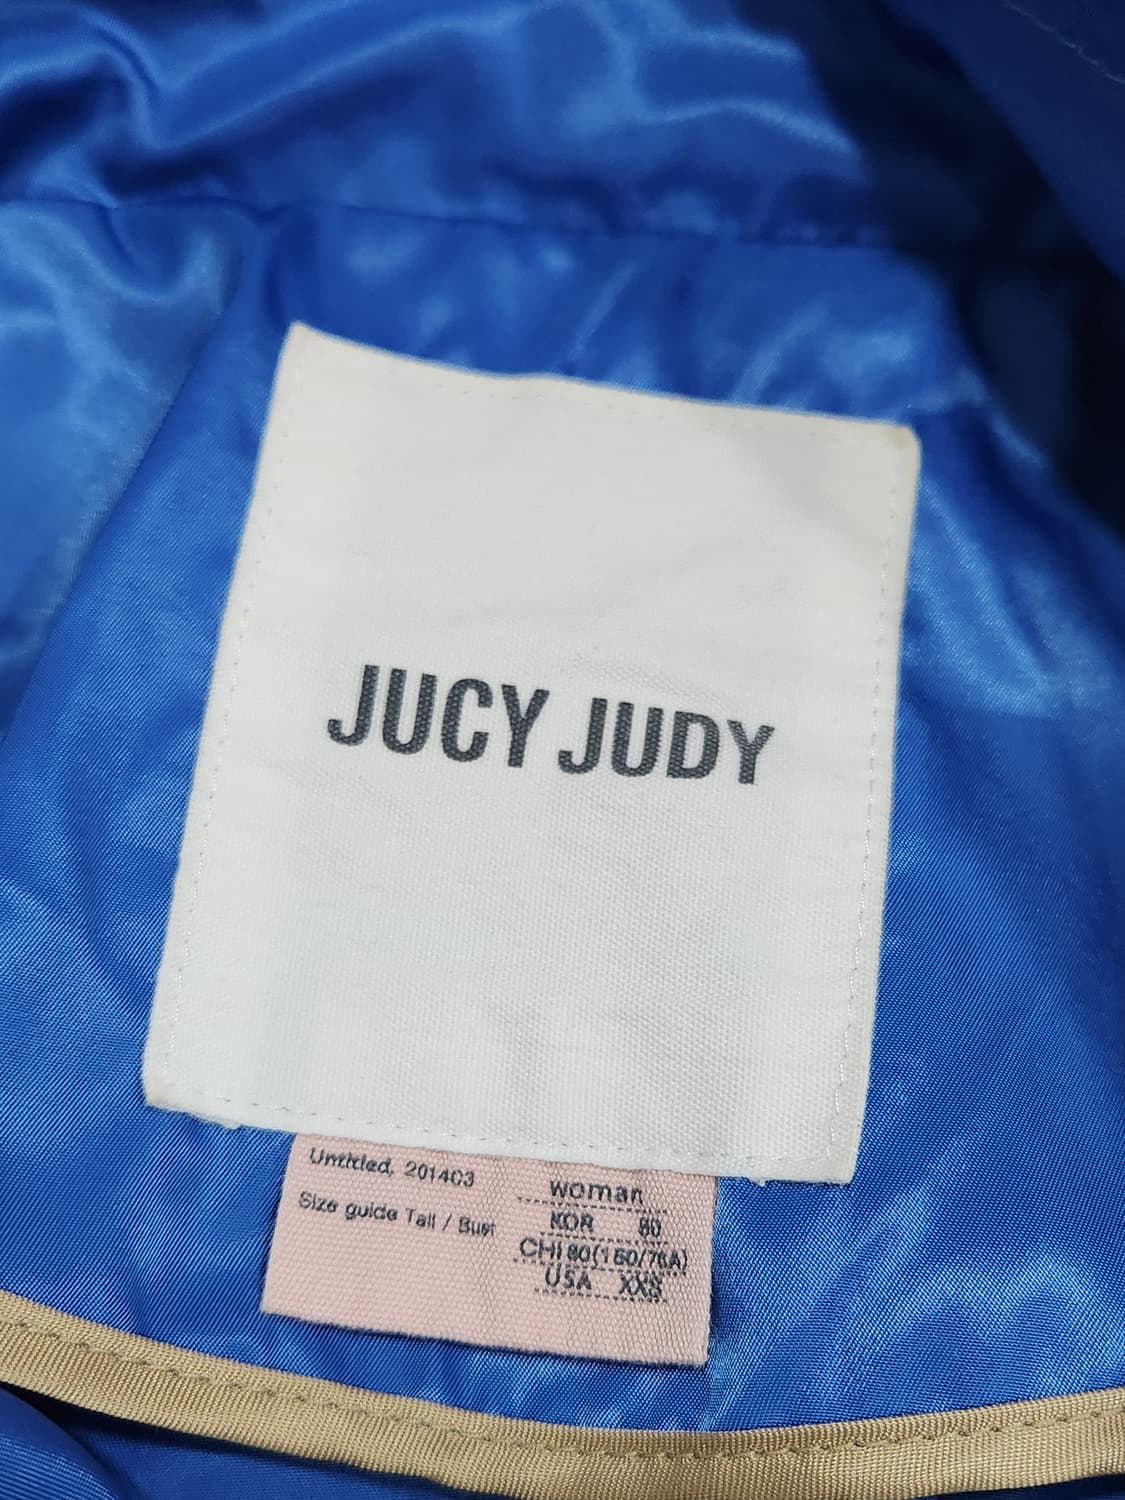 JUCY JUDY
Untitled, 201403
Size guide Tall / Bust
woman
KOR 80
CHI 80(150/76A)
USA XXS